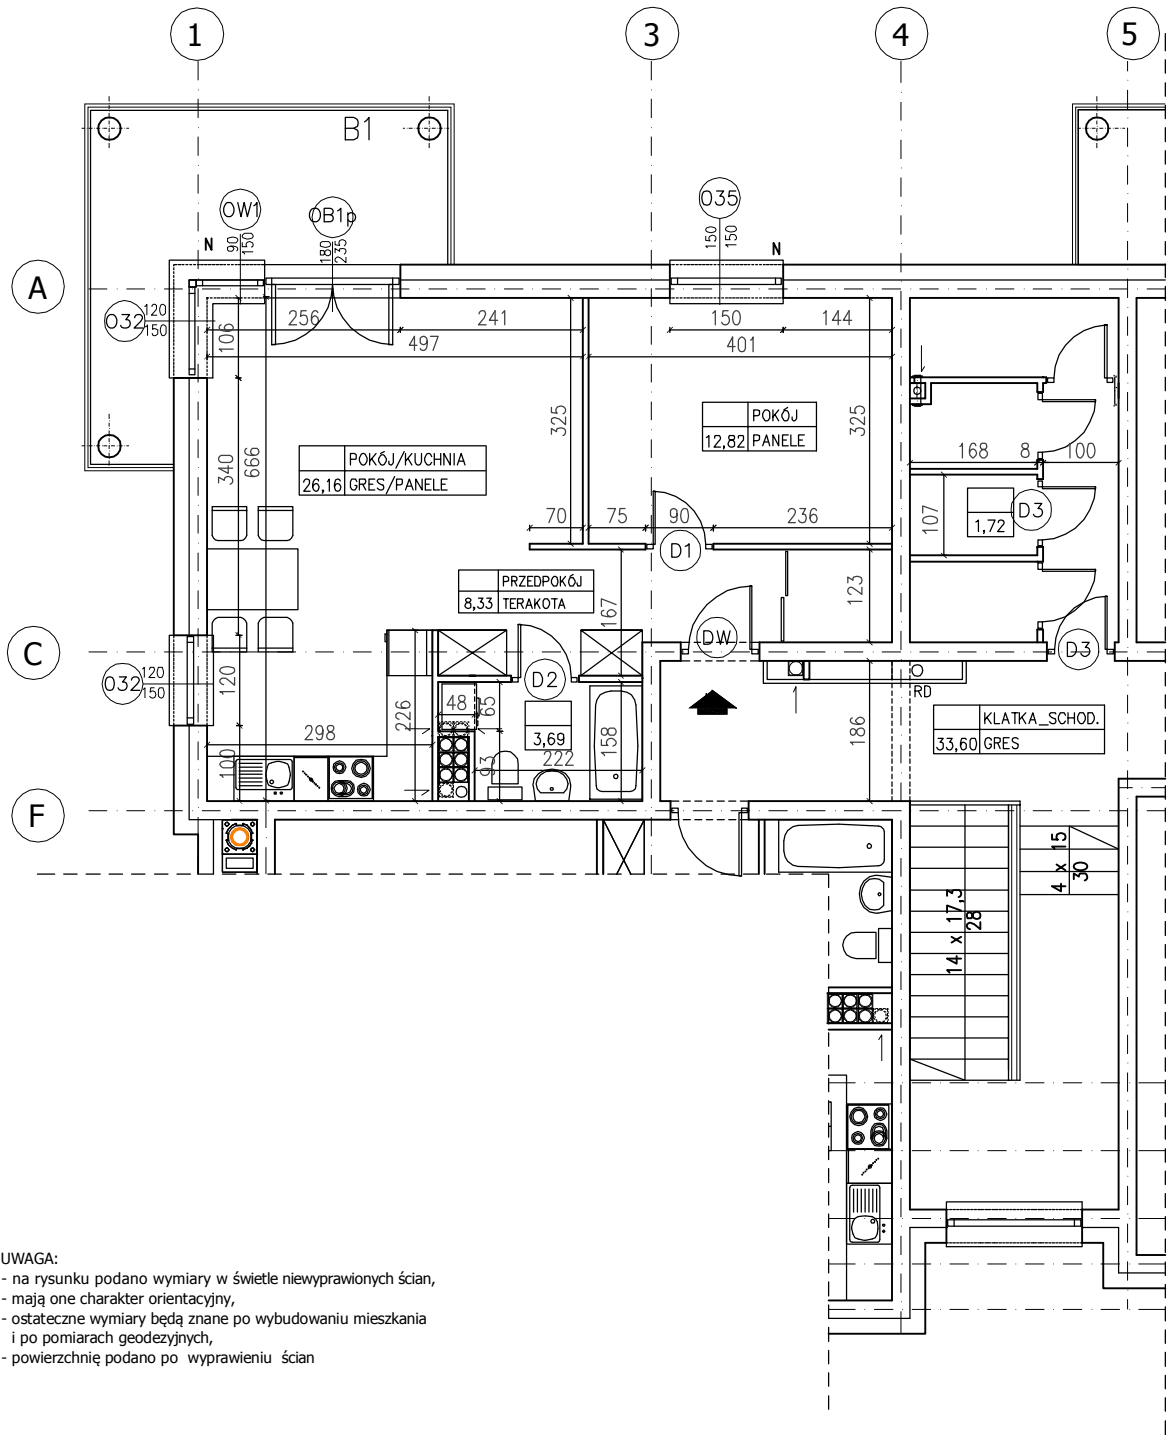 1
3
4
5
B1
OW1
90
150
N
OB1p
180
235
O35
150
150
N
A
O32
120
150
106
256
241
497
150
144
401
325
325
POKÓJ
12,82 PANELE
POKÓJ/KUCHNIA
26,16 GRES/PANELE
340
666
168
8
100
107
1,72
D3
70
75
90
236
D1
PRZEDPOKÓJ
8,33 TERAKOTA
167
123
C
DW
D3
O32
120
150
120
D2
RD
48
65
226
3,69
158
186
KLATKA_SCHOD.
33,60 GRES
298
100
93
222
F
4 x 15
30
14 x 17,3
28
UWAGA:
- na rysunku podano wymiary w świetle niewyprawionych ścian,
- mają one charakter orientacyjny,
- ostateczne wymiary będą znane po wybudowaniu mieszkania
i po pomiarach geodezyjnych,
- powierzchnię podano po wyprawieniu ścian